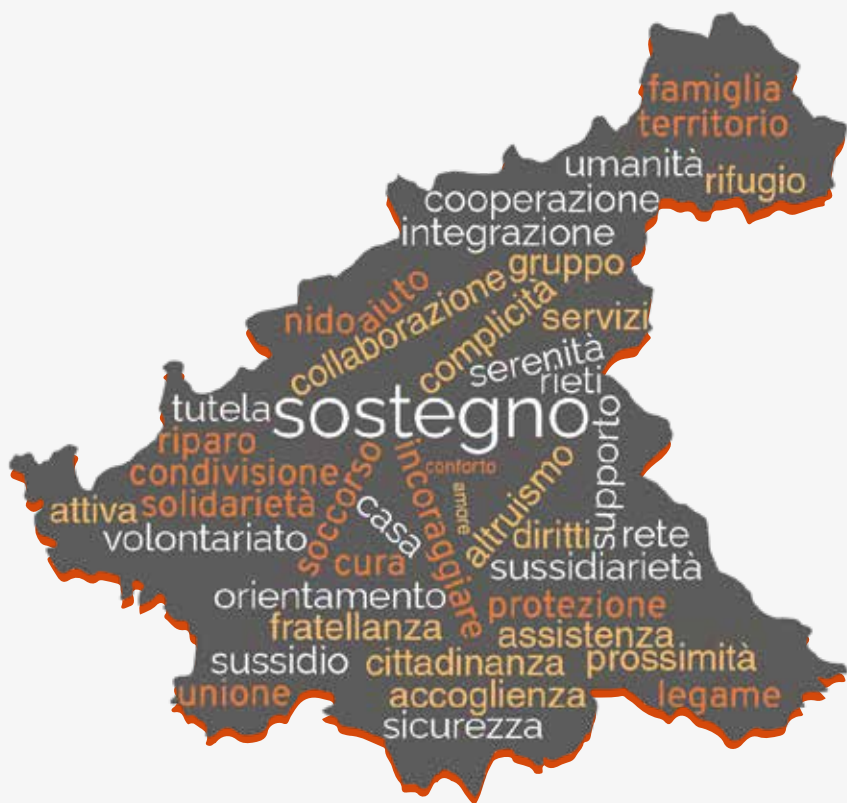 famiglia
territorio
umanità
rifugio
cooperazione
integrazione
gruppo
aiuto
nido
collaborazione
complicità
servizi
serenità
rieti
tutela
sostegno
supporto
riparo
condivisione
conforto
incoraggiare
soccorso
amare
altruismo
solidarietà
attiva
casa
volontariato
diritti
rete
cura
sussidiarietà
orientamento
protezione
fratellanza
assistenza
sussidio
cittadinanza
prossimità
unione
accoglienza
legame
sicurezza